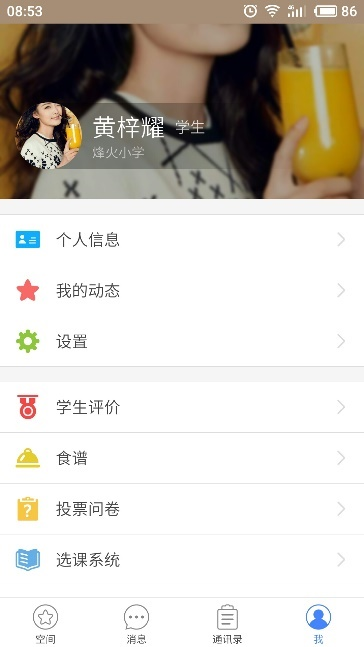 08:53
86
黄梓耀 学生
烽火小学
个人信息
我的动态
设置
学生评价
食谱
投票问卷
选课系统
空间
消息
通讯录
我